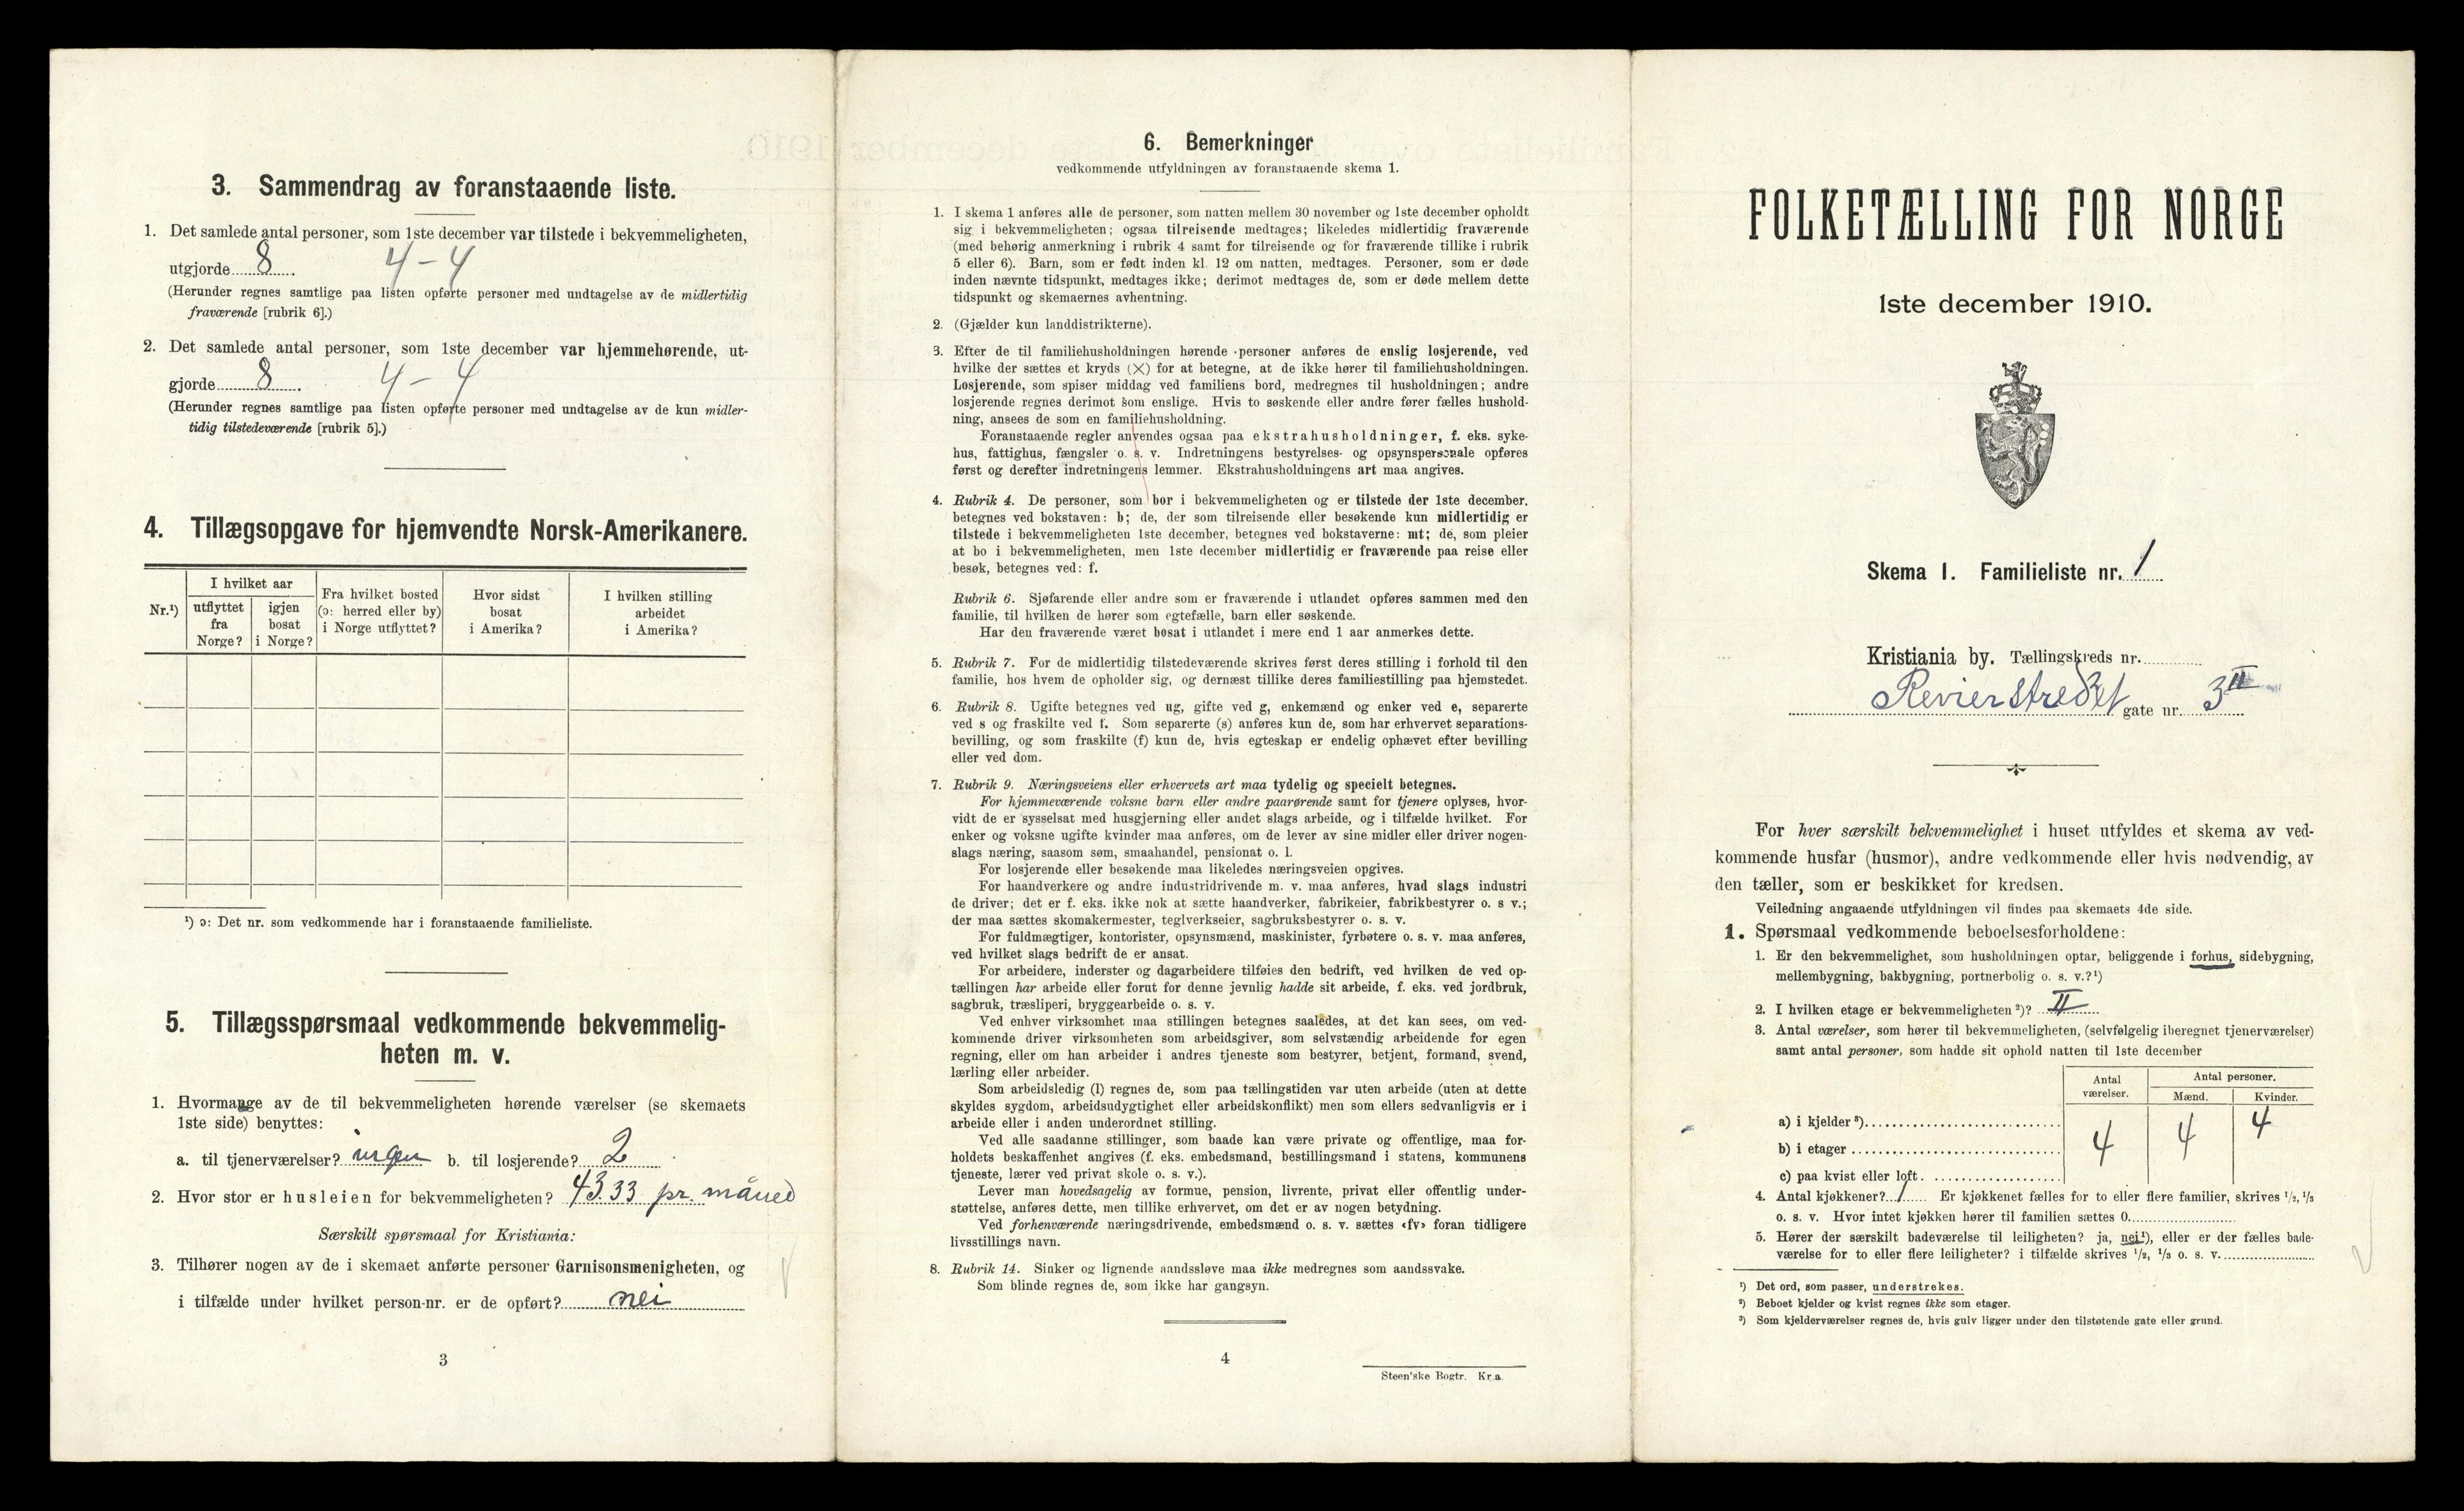 3. Sammendrag av foranstaaende liste.
1. Det samlede antal personer, som 1ste december var tilstede i bekvemmeligheten,
utgjorde 8. 4-4
(Herunder regnes samtlige paa listen opførte personer med undtagelse av de midlertidig
fraværende [rubrik 6].)
2. Det samlede antal personer, som 1ste december var hjemmehørende, ut-
gjorde 8. 4-4
(Herunder regnes samtlige paa listen opførte personer med undtagelse av de kun midler-
tidig tilstedeværende [rubrik 5].)
4. Tillægsopgave for hjemvendte Norsk-Amerikanere.
Nr.¹)
I hvilket aar
utflyttet
fra
Norge?
igjen
bosat
i Norge?
Fra hvilket bosted
(ɔ: herred eller by)
i Norge utflyttet?
Hvor sidst
bosat
i Amerika?
I hvilken stilling
arbeidet
i Amerika?
¹) ɔ: Det nr. som vedkommende har i foranstaaende familieliste.
5. Tillægsspørsmaal vedkommende bekvemmelig-
heten m. v.
1. Hvormange av de til bekvemmeligheten hørende værelser (se skemaets
1ste side) benyttes:
a. til tjenerværelser? ingen b. til losjerende? 2
2. Hvor stor er husleien for bekvemmeligheten? 43.33 pr. måned
Særskilt spørsmaal for Kristiania:
3. Tilhører nogen av de i skemaet anførte personer Garnisonsmenigheten, og
i tilfælde under hvilket person-nr. er de opført? nei
3
6. Bemerkninger
vedkommende utfyldningen av foranstaaende skema 1.
1. I skema 1 anføres alle de personer, som natten mellem 30 november og 1ste december opholdt
sig i bekvemmeligheten; ogsaa tilreisende medtages; likeledes midlertidig fraværende
(med behørig anmerkning i rubrik 4 samt for tilreisende og for fraværende tillike i rubrik
5 eller 6). Barn, som er født inden kl. 12 om natten, medtages. Personer, som er døde
inden nævnte tidspunkt, medtages ikke; derimot medtages de, som er døde mellem dette
tidspunkt og skemaernes avhentning.
2. (Gjælder kun landdistrikterne).
3. Efter de til familiehusholdningen hørende personer anføres de enslig losjerende, ved
hvilke der sættes et kryds (×) for at betegne, at de ikke hører til familiehusholdningen.
Losjerende, som spiser middag ved familiens bord, medregnes til husholdningen; andre
losjerende regnes derimot som enslige. Hvis to søskende eller andre fører fælles hushold-
ning, ansees de som en familiehusholdning.
Foranstaaende regler anvendes ogsaa paa ekstrahusholdninger, f. eks. syke-
hus, fattighus, fængsler o. s. v. Indretningens bestyrelses- og opsynspersonale opføres
først og derefter indretningens lemmer. Ekstrahusholdningens art maa angives.
4. Rubrik 4. De personer, som bor i bekvemmeligheten og er tilstede der 1ste december,
betegnes ved bokstaven: b; de, der som tilreisende eller besøkende kun midlertidig er
tilstede i bekvemmeligheten 1ste december, betegnes ved bokstaverne: mt; de, som pleier
at bo i bekvemmeligheten, men 1ste december midlertidig er fraværende paa reise eller
besøk, betegnes ved: f.
Rubrik 6. Sjøfarende eller andre som er fraværende i utlandet opføres sammen med den
familie, til hvilken de hører som egtefælle, barn eller søskende.
Har den fraværende været bosat i utlandet i mere end 1 aar anmerkes dette.
5. Rubrik 7. For de midlertidig tilstedeværende skrives først deres stilling i forhold til den
familie, hos hvem de opholder sig, og dernæst tillike deres familiestilling paa hjemstedet.
6. Rubrik 8. Ugifte betegnes ved ug, gifte ved g, enkemænd og enker ved e, separerte
ved s og fraskilte ved f. Som separerte (s) anføres kun de, som har erhvervet separations-
bevilling, og som fraskilte (f) kun de, hvis egteskap er endelig ophævet efter bevilling
eller ved dom.
7. Rubrik 9. Næringsveiens eller erhvervets art maa tydelig og specielt betegnes.
For hjemmeværende voksne barn eller andre paarørende samt for tjenere oplyses, hvor-
vidt de er sysselsat med husgjerning eller andet slags arbeide, og i tilfælde hvilket. For
enker og voksne ugifte kvinder maa anføres, om de lever av sine midler eller driver nogen-
slags næring, saasom søm, smaahandel, pensionat o. l.
For losjerende eller besøkende maa likeledes næringsveien opgives.
For haandverkere og andre industridrivende m. v. maa anføres, hvad slags industri
de driver; det er f. eks. ikke nok at sætte haandverker, fabrikeier, fabrikbestyrer o. s v.;
der maa sættes skomakermester, teglverkseier, sagbruksbestyrer o. s. v.
For fuldmægtiger, kontorister, opsynsmænd, maskinister, fyrbøtere o. s. v. maa anføres,
ved hvilket slags bedrift de er ansat.
For arbeidere, inderster og dagarbeidere tilføies den bedrift, ved hvilken de ved op-
tællingen har arbeide eller forut for denne jevnlig hadde sit arbeide, f. eks. ved jordbruk,
sagbruk, træsliperi, bryggearbeide o. s. v.
Ved enhver virksomhet maa stillingen betegnes saaledes, at det kan sees, om ved-
kommende driver virksomheten som arbeidsgiver, som selvstændig arbeidende for egen
regning, eller om han arbeider i andres tjeneste som bestyrer, betjent, formand, svend,
lærling eller arbeider.
Som arbeidsledig (l) regnes de, som paa tællingstiden var uten arbeide (uten at dette
skyldes sygdom, arbeidsudygtighet eller arbeidskonflikt) men som ellers sedvanligvis er i
arbeide eller i anden underordnet stilling.
Ved alle saadanne stillinger, som baade kan være private og offentlige, maa for-
holdets beskaffenhet angives (f. eks. embedsmand, bestillingsmand i statens, kommunens
tjeneste, lærer ved privat skole o. s. v.).
Lever man hovedsagelig av formue, pension, livrente, privat eller offentlig under-
støttelse, anføres dette, men tillike erhvervet, om det er av nogen betydning.
Ved forhenværende næringsdrivende, embedsmænd o. s. v. sættes «fv» foran tidligere
livsstillings navn.
8. Rubrik 14. Sinker og lignende aandssløve maa ikke medregnes som aandssvake.
Som blinde regnes de, som ikke har gangsyn.
4
Steen'ske Bogtr. Kr.a.
FOLKETÆLLING FOR NORGE
1ste december 1910.
Skema 1. Familieliste nr. 1
Kristiania by. Tællingskreds nr.
Revierstredet gate nr. 3 II
For hver særskilt bekvemmelighet i huset utfyldes et skema av ved-
kommende husfar (husmor), andre vedkommende eller hvis nødvendig, av
den tæller, som er beskikket for kredsen.
Veiledning angaaende utfyldningen vil findes paa skemaets 4de side.
1. Spørsmaal vedkommende beboelsesforholdene:
1. Er den bekvemmelighet, som husholdningen optar, beliggende i forhus, sidebygning,
mellembygning, bakbygning, portnerbolig o. s. v.?¹)
2. I hvilken etage er bekvemmeligheten²)? II
3. Antal værelser, som hører til bekvemmeligheten, (selvfølgelig iberegnet tjenerværelser)
samt antal personer, som hadde sit ophold natten til 1ste december
Antal
værelser.
Antal personer.
Mænd. Kvinder.
a) i kjelder³)
b) i etager 4 4 4
c) paa kvist eller loft
4. Antal kjøkkener? 1 Er kjøkkenet fælles for to eller flere familier, skrives 1/2, 1/3
o. s. v. Hvor intet kjøkken hører til familien sættes 0.
5. Hører der særskilt badeværelse til leiligheten? ja, nei¹), eller er der fælles bade-
værelse for to eller flere leiligheter? i tilfælde skrives 1/2, 1/3 o. s. v.
¹) Det ord, som passer, understrekes.
²) Beboet kjelder og kvist regnes ikke som etager.
³) Som kjelderværelser regnes de, hvis gulv ligger under den tilstøtende gate eller grund.